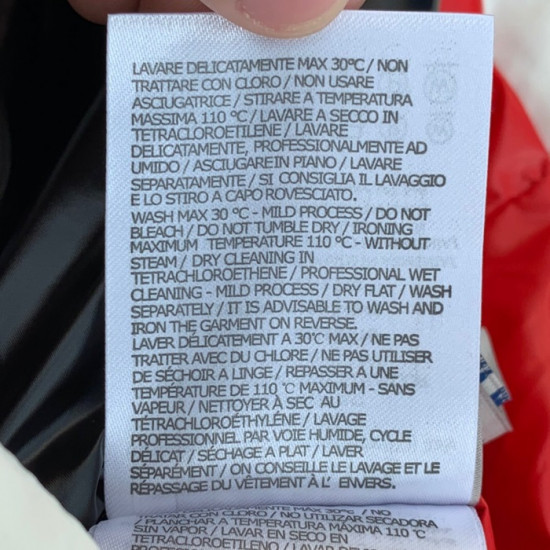 LAVARE DELICATAMENTE MAX 30°C / NON
TRATTARE CON CLORO / NON USARE
ASCIUGATRICE / STIRARE A TEMPERATURA
MASSIMA 110 °C / LAVARE A SECCO IN
TETRACLOROETILENE / LAVARE
DELICATAMENTE, PROFESSIONALMENTE AD
UMIDO / ASCIUGARE IN PIANO / LAVARE
SEPARATAMENTE / SI CONSIGLIA IL LAVAGGIO
E LO STIRO A CAPO ROVESCIATO.
WASH MAX 30 °C - MILD PROCESS / DO NOT
BLEACH / DO NOT TUMBLE DRY / IRONING
MAXIMUM TEMPERATURE 110 °C - WITHOUT
STEAM / DRY CLEANING IN
TETRACHLOROETHENE / PROFESSIONAL WET
CLEANING - MILD PROCESS / DRY FLAT / WASH
SEPARATELY / IT IS ADVISABLE TO WASH AND
IRON THE GARMENT ON REVERSE.
LAVER DÉLICATEMENT A 30°C MAX / NE PAS
TRAITER AVEC DU CHLORE / NE PAS UTILISER
DE SÉCHOIR A LINGE / REPASSER A UNE
TEMPÉRATURE DE 110 °C MAXIMUM - SANS
VAPEUR / NETTOYER À SEC AU
TÉTRACHLOROÉTHYLÈNE / LAVAGE
PROFESSIONNEL PAR VOIE HUMIDE, CYCLE
DÉLICAT / SÉCHAGE A PLAT / LAVER
SÉPARÉMENT / ON CONSEILLE LE LAVAGE ET LE
RÉPASSAGE DU VÊTEMENT À L' ENVERS.
MAX 30°C / NO
CON CLORO / NO UTILIZAR SECADORA
/ PLANCHAR A TEMPERATURA MÁXIMA 110°C
SIN VAPOR / LAVAR EN SECO EN
TETRACLOROETILENO / LAVAR